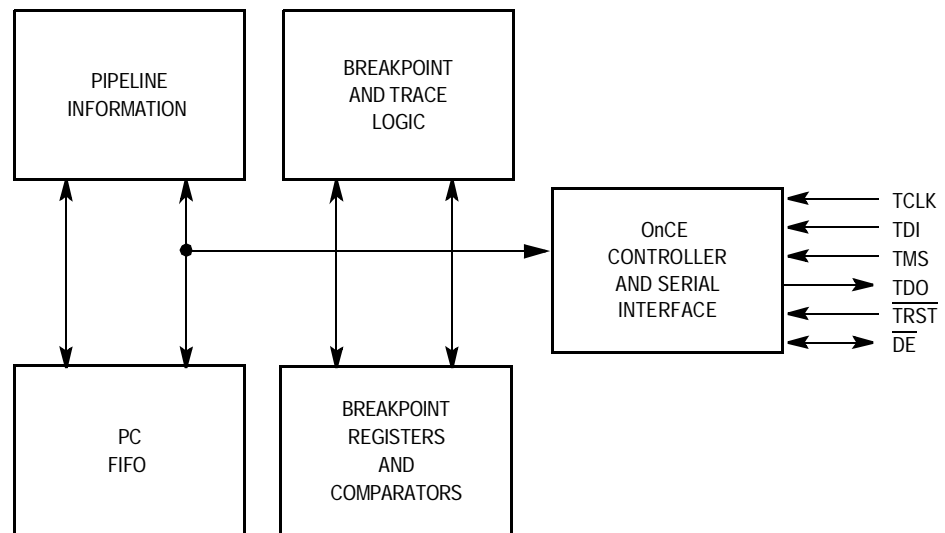 PIPELINE
INFORMATION
BREAKPOINT
AND TRACE
LOGIC
OnCE
CONTROLLER
AND SERIAL
INTERFACE
TCLK
TDI
TMS
TDO
TRST
DE
PC
FIFO
BREAKPOINT
REGISTERS
AND
COMPARATORS